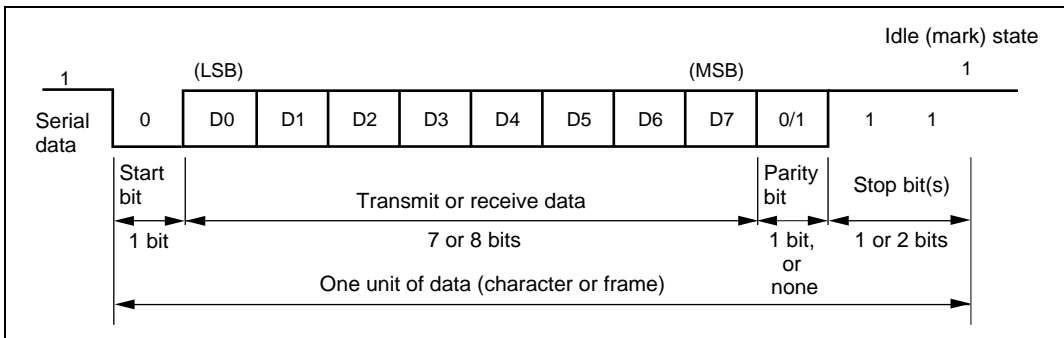 Idle (mark) state
1 (LSB) (MSB) 1
Serial data 0 D0 D1 D2 D3 D4 D5 D6 D7 0/1 1 1
Start bit
Transmit or receive data
Parity bit
Stop bit(s)
1 bit
7 or 8 bits
1 bit, or none
1 or 2 bits
One unit of data (character or frame)